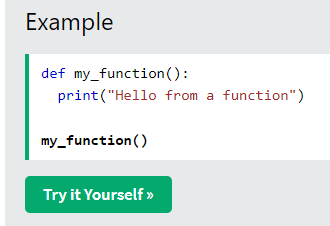 Example
def my_function():
  print("Hello from a function")
my_function()
Try it Yourself »